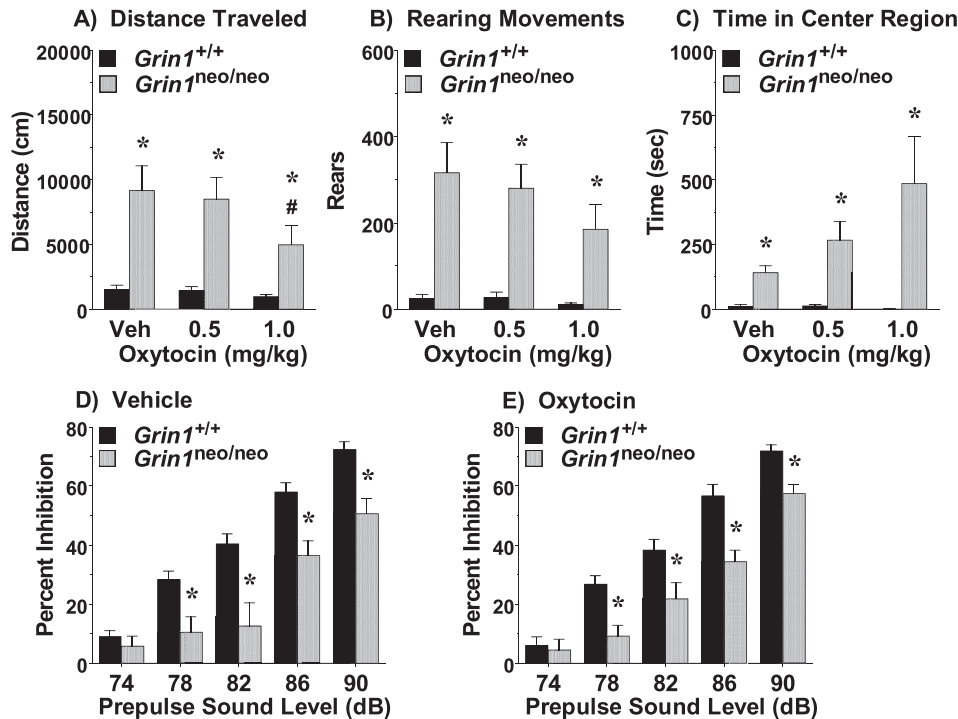 A) Distance Traveled
20000
15000
10000
5000
0
Distance (cm)
Grin1+/+
Grin1neo/neo
*
*
*
#
Veh 0.5 1.0
Oxytocin (mg/kg)
B) Rearing Movements
600
400
200
0
Rears
Grin1+/+
Grin1neo/neo
*
*
*
Veh 0.5 1.0
Oxytocin (mg/kg)
C) Time in Center Region
1000
750
500
250
0
Time (sec)
Grin1+/+
Grin1neo/neo
*
*
*
Veh 0.5 1.0
Oxytocin (mg/kg)
D) Vehicle
80
60
40
20
0
Percent Inhibition
Grin1+/+
Grin1neo/neo
*
*
*
*
74 78 82 86 90
Prepulse Sound Level (dB)
E) Oxytocin
80
60
40
20
0
Percent Inhibition
Grin1+/+
Grin1neo/neo
*
*
*
*
74 78 82 86 90
Prepulse Sound Level (dB)